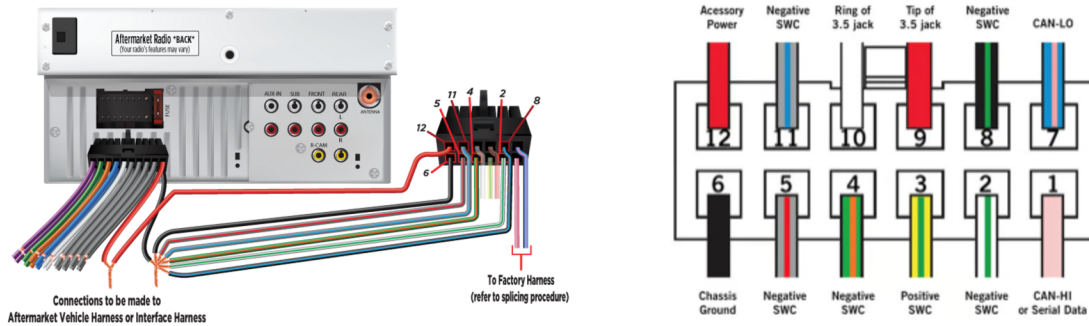 Aftermarket Radio "BACK"
(Your radio's features may vary)
FUSE
AUX-IN SUB FRONT REAR
L
R
R-CAM
ANTENNA
12
5
11
4
2
8
6
To Factory Harness
(refer to splicing procedure)
Connections to be made to
Aftermarket Vehicle Harness or Interface Harness
Acessory
Power
Negative
SWC
Ring of
3.5 jack
Tip of
3.5 jack
Negative
SWC
CAN-LO
12 11 10 9 8 7
6 5 4 3 2 1
Chassis
Ground
Negative
SWC
Negative
SWC
Positive
SWC
Negative
SWC
CAN-HI
or Serial Data